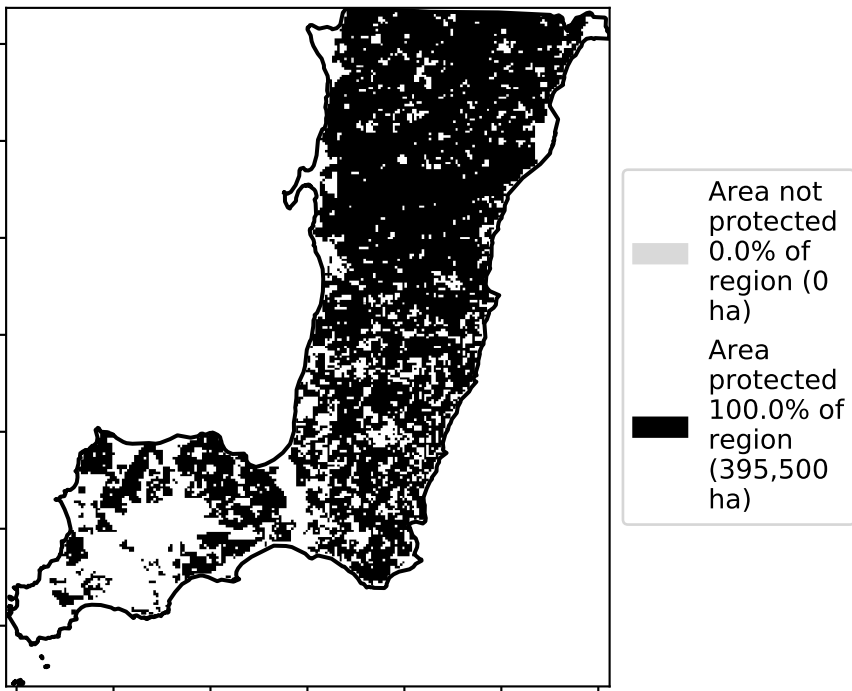 Area not
protected
0.0% of
region (0
ha)
Area
protected
100.0% of
region
(395,500
ha)